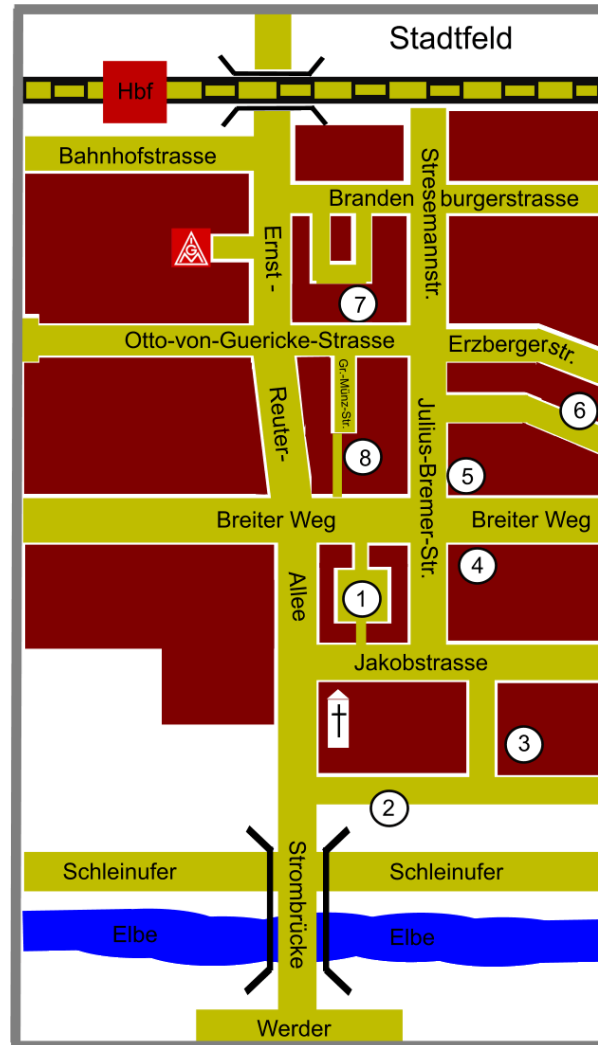 Stadtfeld
Hbf
Bahnhofstrasse
Branden burgerstrasse
Stresemannstr.
IGM
Ernst -
7
Otto-von-Guericke-Strasse
Erzbergerstr.
Gr.-Münz-Str.
Reuter-
Julius-Bremer-Str.
6
8
5
Breiter Weg
Breiter Weg
4
Allee
1
Jakobstrasse
3
2
Strombrücke
Schleinufer
Schleinufer
Elbe
Elbe
Werder